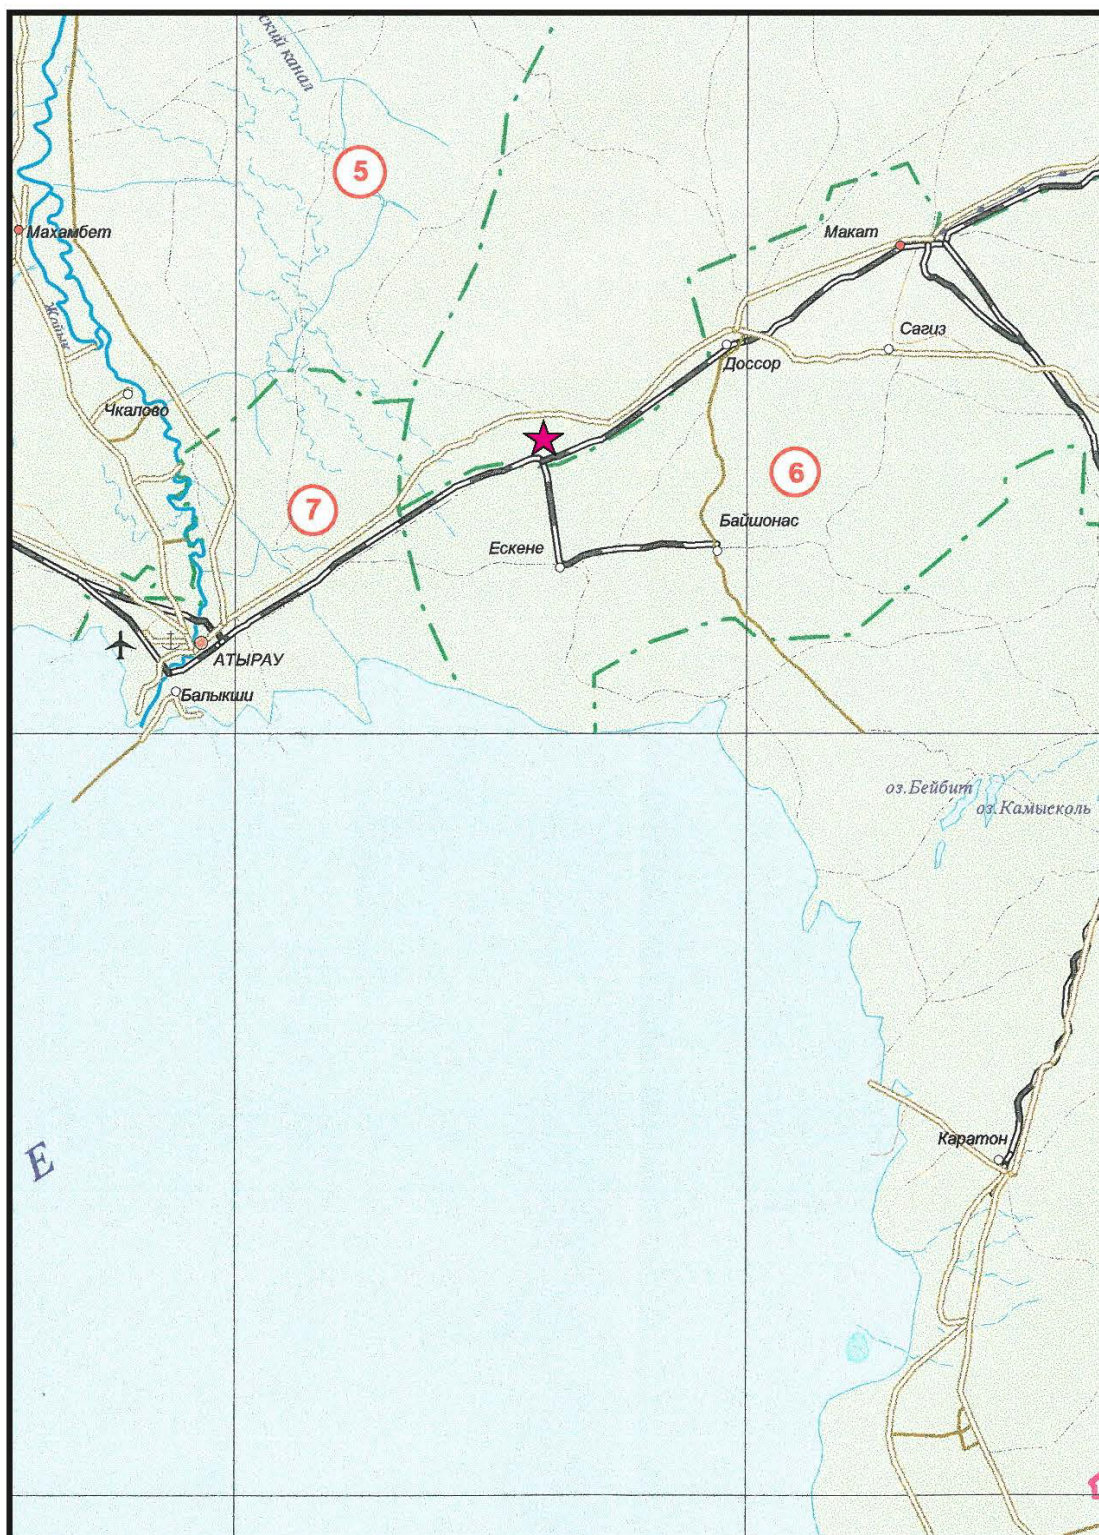 ский канал
5
Махамбет
Макат
Жайык
Сагиз
Доссор
Чкалово
6
7
Байшонас
Ескене
АТЫРАУ
Балыкши
оз.Бейбит
оз.Камысколь
Каратон
Е